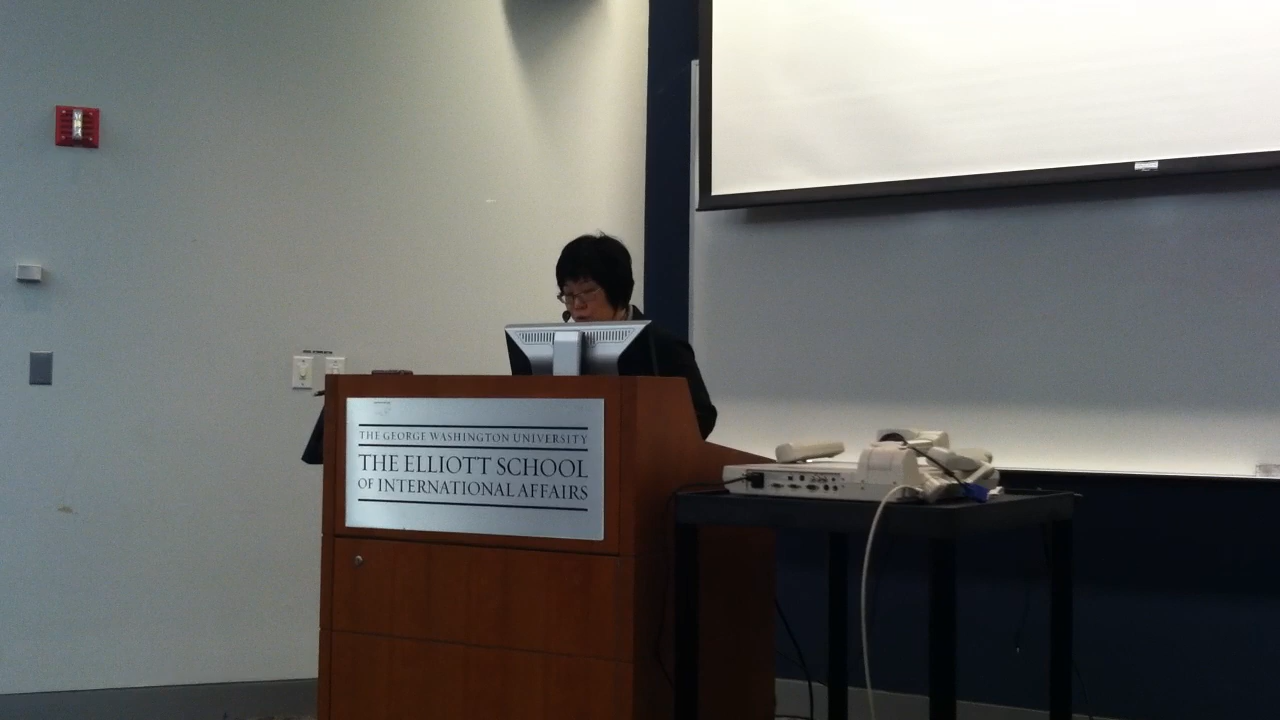 THE GEORGE WASHINGTON UNIVERSITY
THE ELLIOTT SCHOOL
OF INTERNATIONAL AFFAIRS